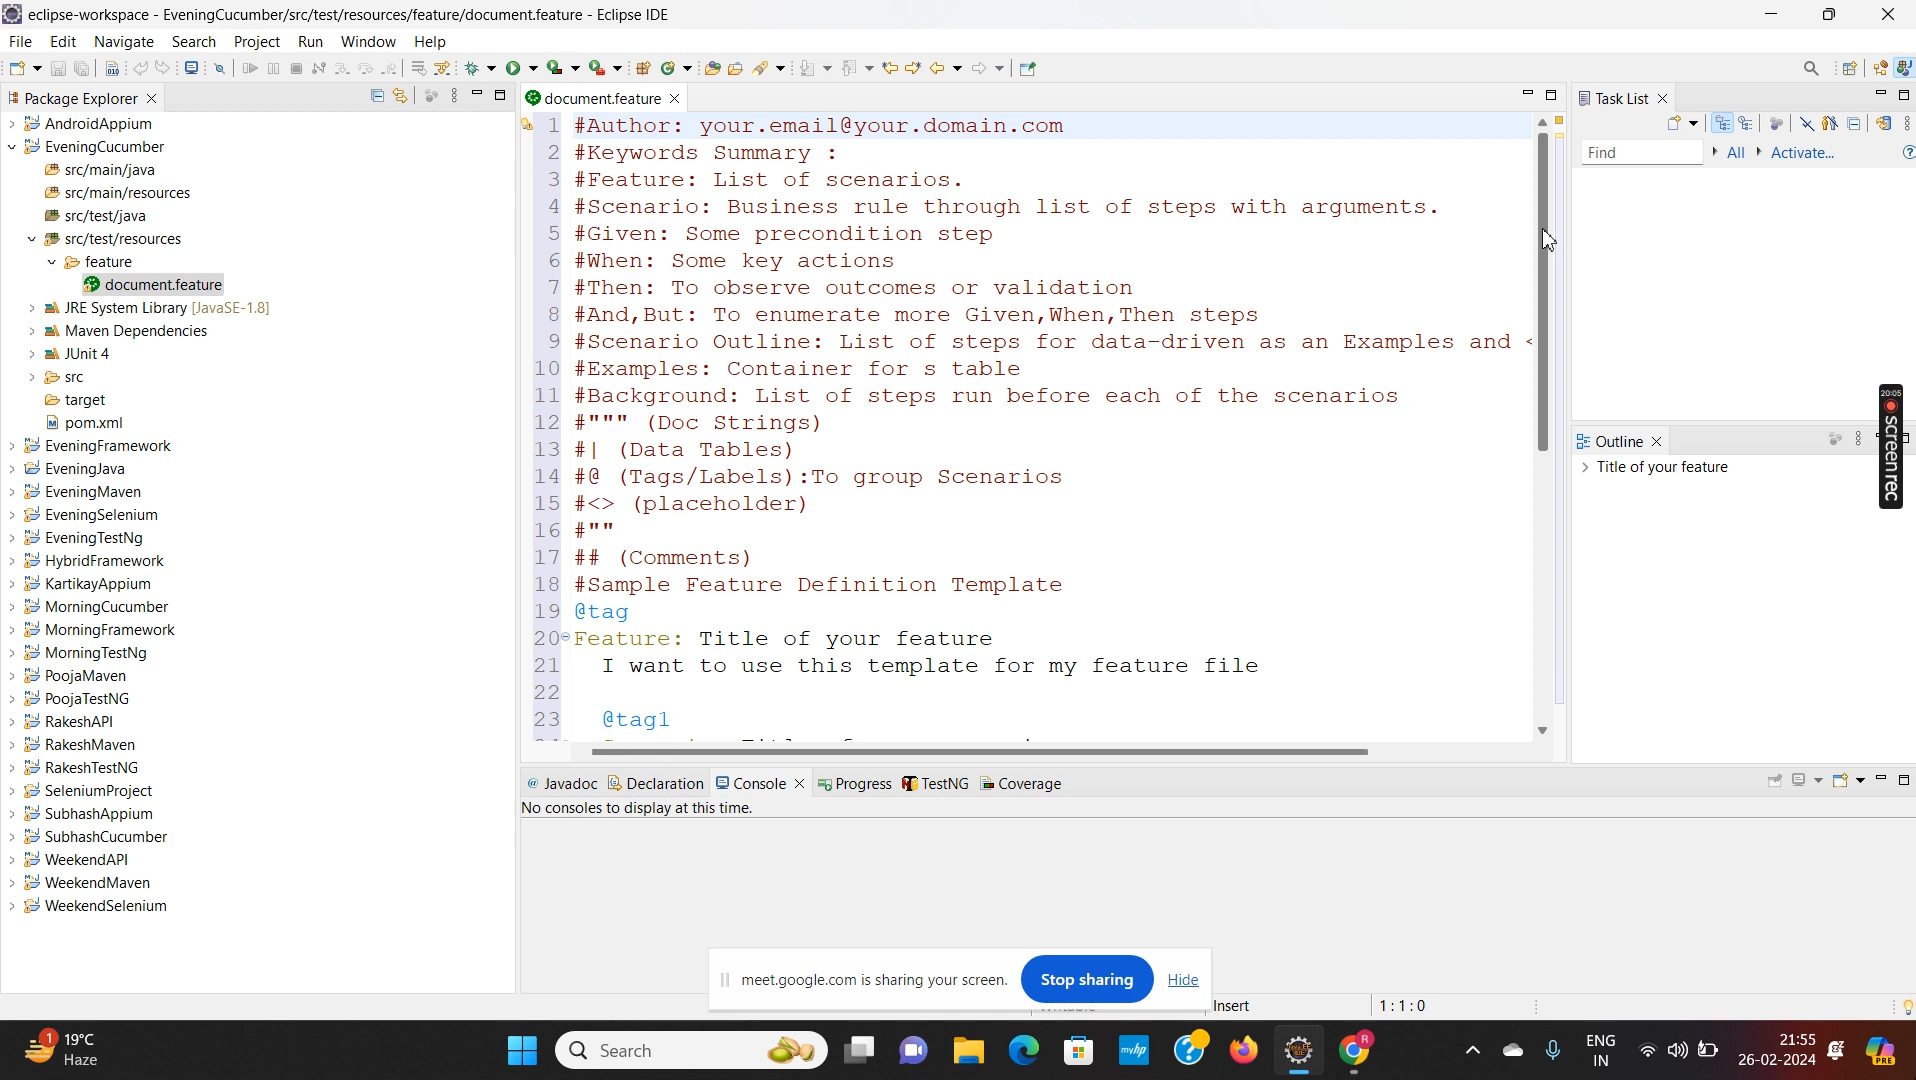 eclipse-workspace - EveningCucumber/src/test/resources/feature/document.feature - Eclipse IDE
File Edit Navigate Search Project Run Window Help
Package Explorer
AndroidAppium
EveningCucumber
src/main/java
src/main/resources
src/test/java
src/test/resources
feature
document.feature
JRE System Library [JavaSE-1.8]
Maven Dependencies
JUnit 4
src
target
pom.xml
EveningFramework
EveningJava
EveningMaven
EveningSelenium
EveningTestNg
HybridFramework
KartikayAppium
MorningCucumber
MorningFramework
MorningTestNg
PoojaMaven
PoojaTestNG
RakeshAPI
RakeshMaven
RakeshTestNG
SeleniumProject
SubhashAppium
SubhashCucumber
WeekendAPI
WeekendMaven
WeekendSelenium
document.feature
1 #Author: your.email@your.domain.com
2 #Keywords Summary :
3 #Feature: List of scenarios.
4 #Scenario: Business rule through list of steps with arguments.
5 #Given: Some precondition step
6 #When: Some key actions
7 #Then: To observe outcomes or validation
8 #And,But: To enumerate more Given,When,Then steps
9 #Scenario Outline: List of steps for data-driven as an Examples and <
10 #Examples: Container for s table
11 #Background: List of steps run before each of the scenarios
12 #""" (Doc Strings)
13 #| (Data Tables)
14 #@ (Tags/Labels):To group Scenarios
15 #<> (placeholder)
16 #""
17 ## (Comments)
18 #Sample Feature Definition Template
19 @tag
20 Feature: Title of your feature
21 I want to use this template for my feature file
22
23 @tag1
Task List
Find All Activate...
20:05
screenrec
Outline
Title of your feature
Javadoc Declaration Console Progress TestNG Coverage
No consoles to display at this time.
meet.google.com is sharing your screen. Stop sharing Hide
Insert 1 : 1 : 0
1 19°C
Haze
Search
myhp
R
ENG
IN
21:55
26-02-2024
PRE